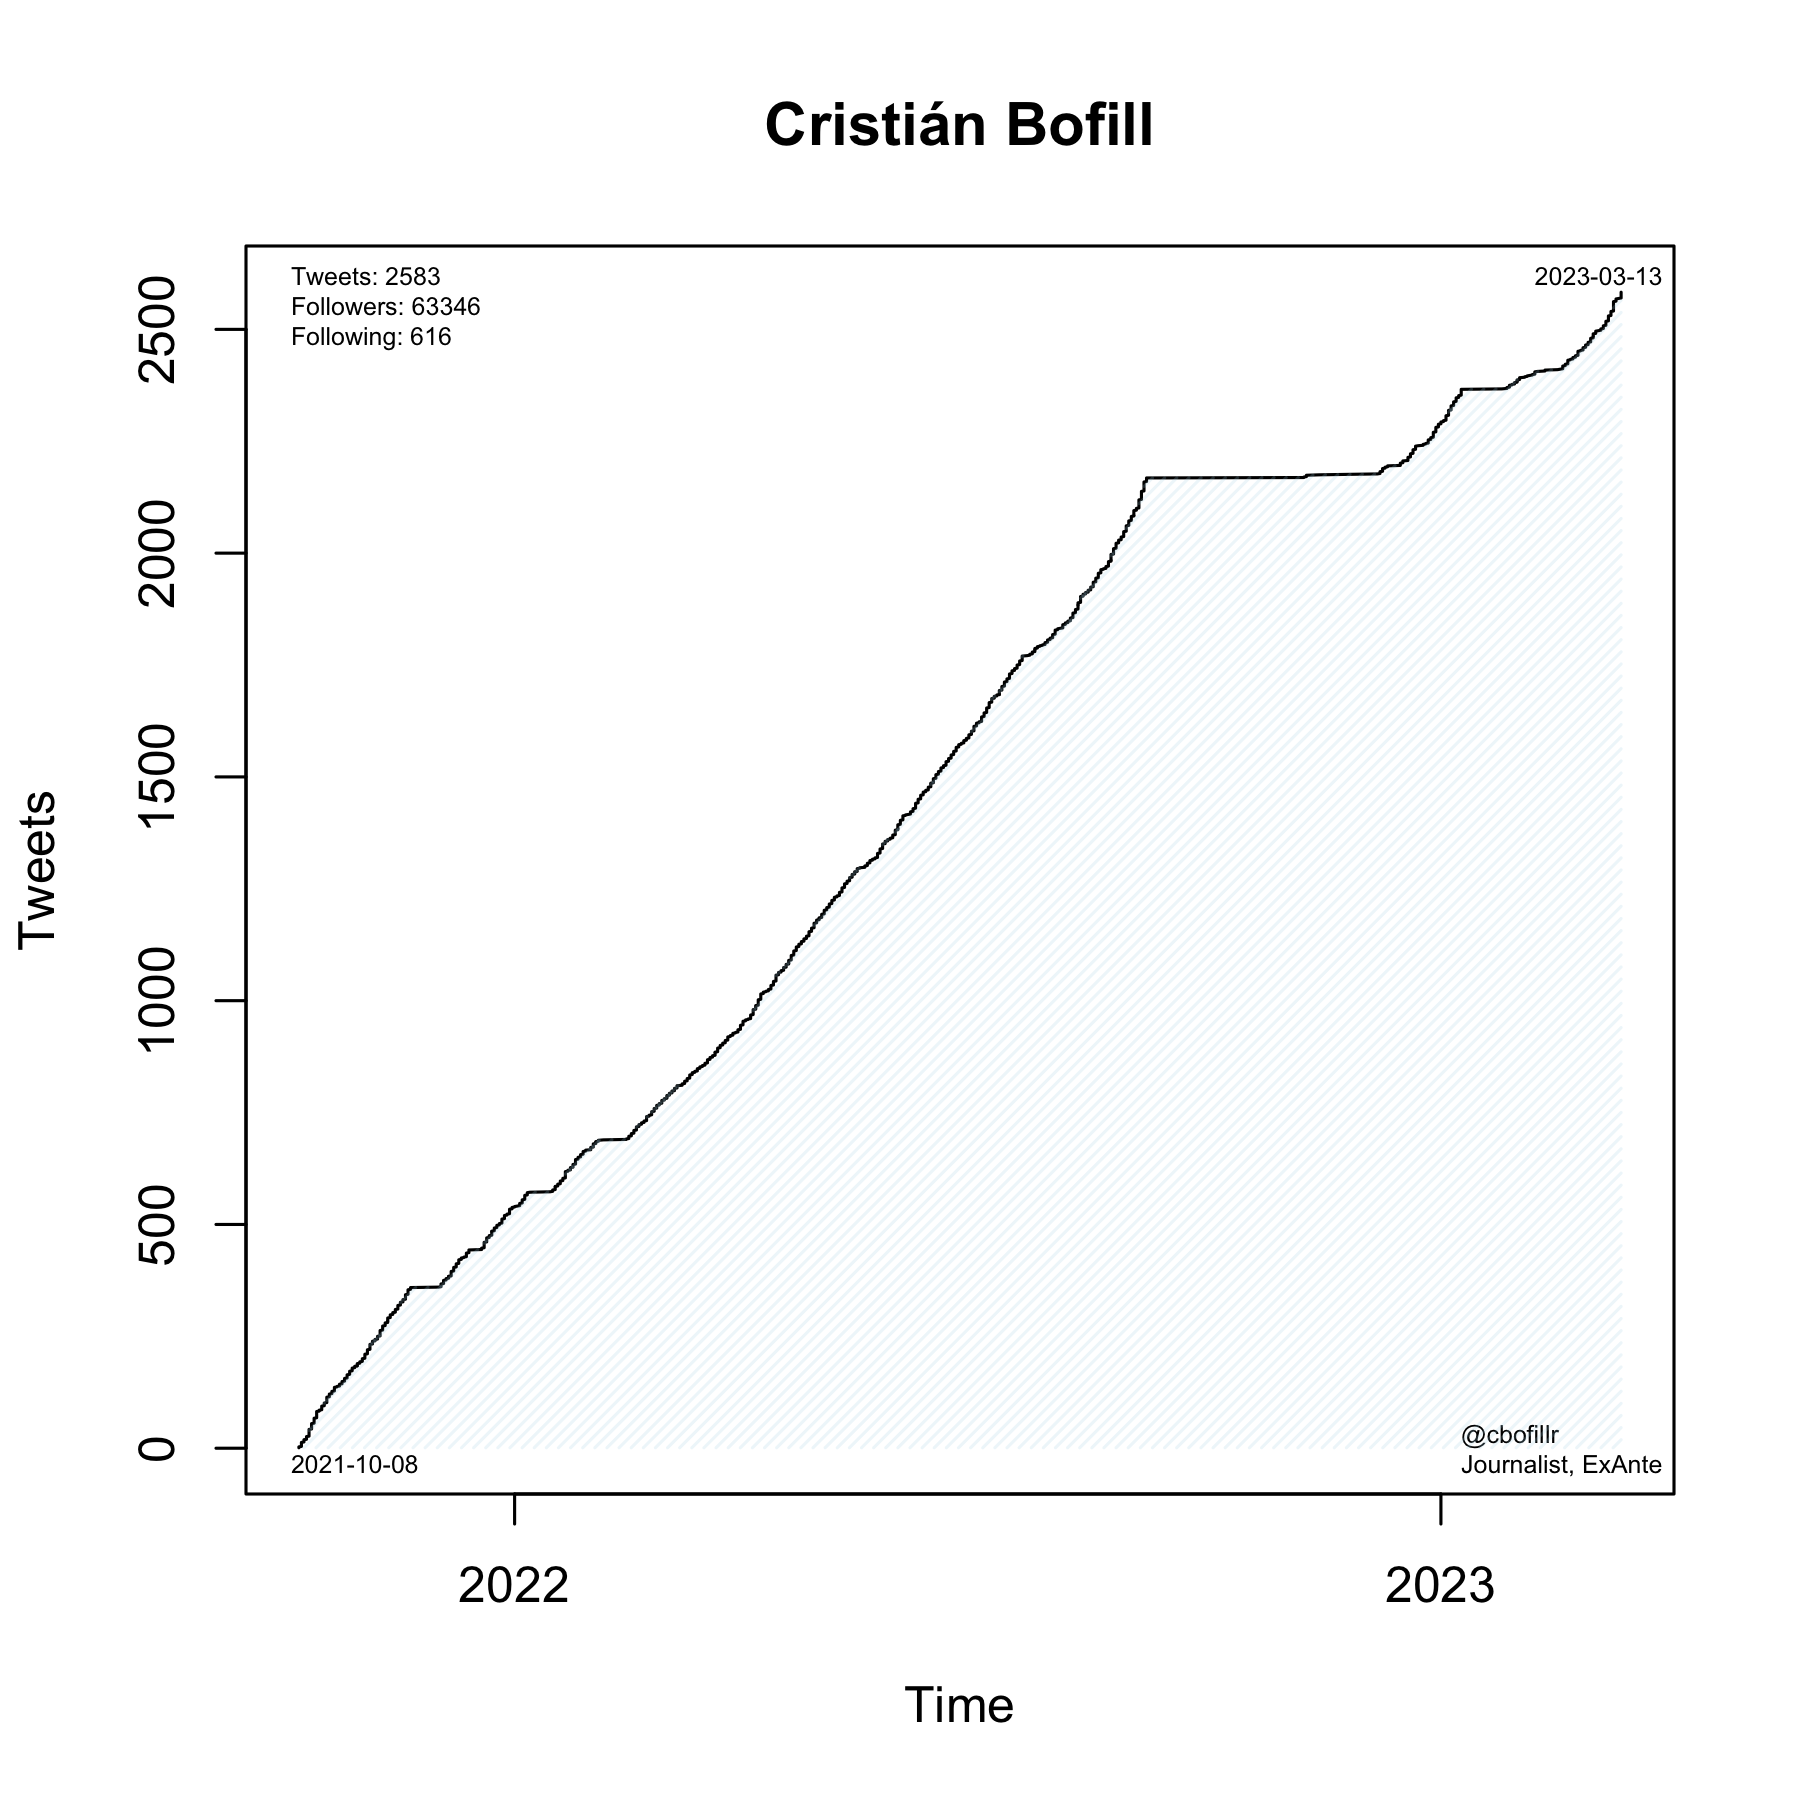 Cristián Bofill
Tweets: 2583
Followers: 63346
Following: 616
2023-03-13
2500
2000
1500
1000
500
0
Tweets
@cbofillr
Journalist, ExAnte
2021-10-08
2022
2023
Time